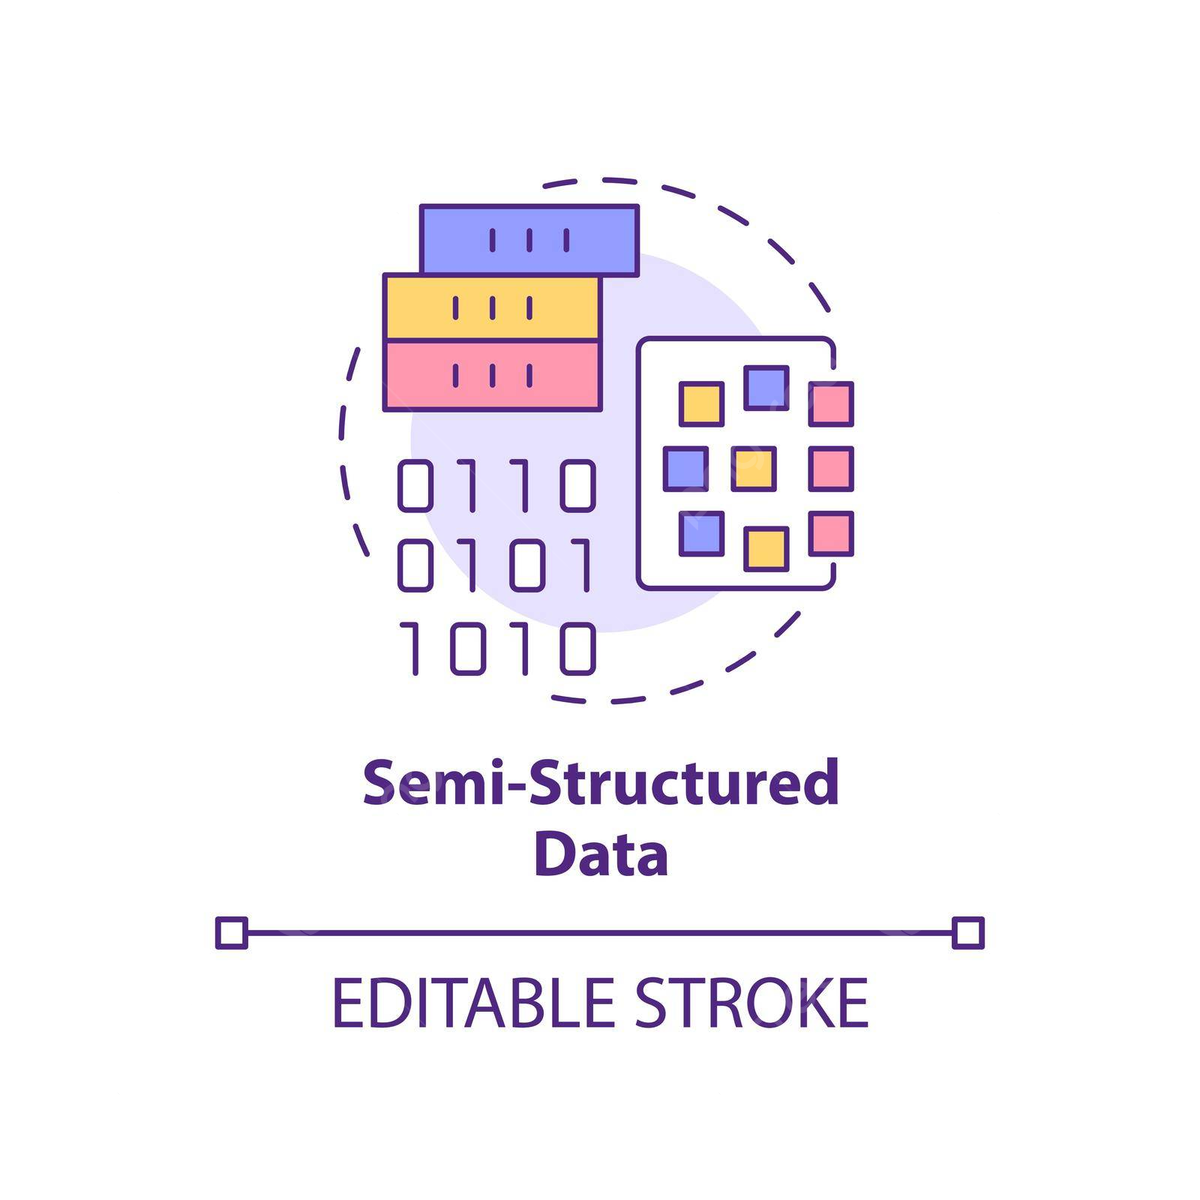 0110
0101
1010
Semi-Structured
Data
EDITABLE STROKE